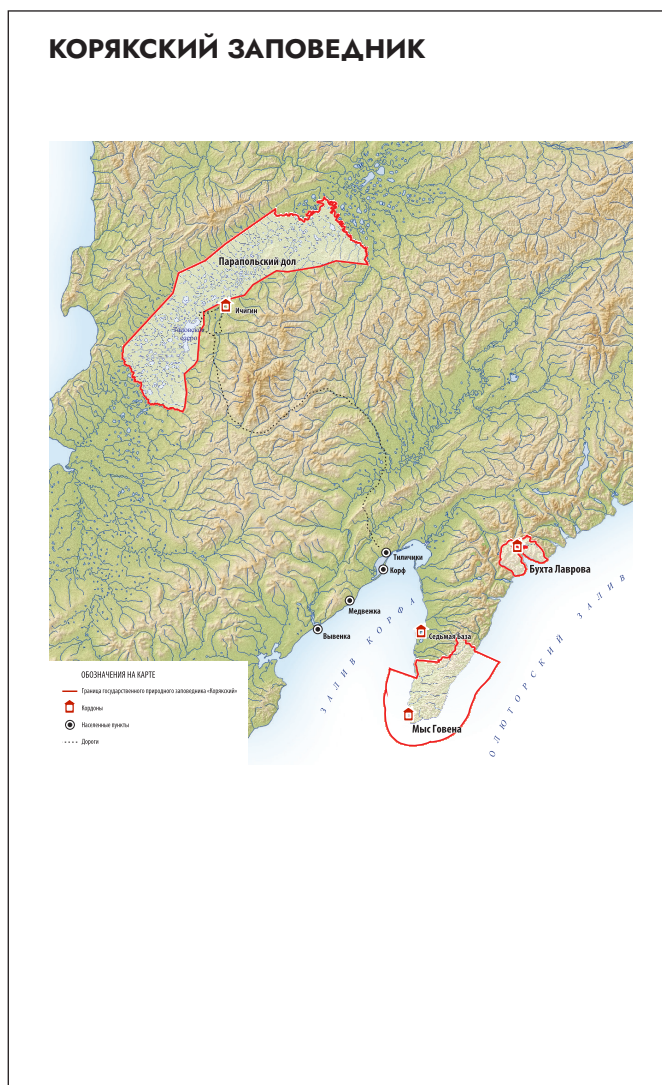 КОРЯКСКИЙ ЗАПОВЕДНИК
Парапольский дол
Ичигин
озеро
Тиличики
Корф
Бухта Лаврова
Медвежка
Вывенка
Седьмая База
Мыс Говена
ЗАЛИВ КОРФА
ОЛЮТОРСКИЙ ЗАЛИВ
ОБОЗНАЧЕНИЯ НА КАРТЕ
Граница государственного природного заповедника «Корякский»
Кордоны
Населенные пункты
Дороги